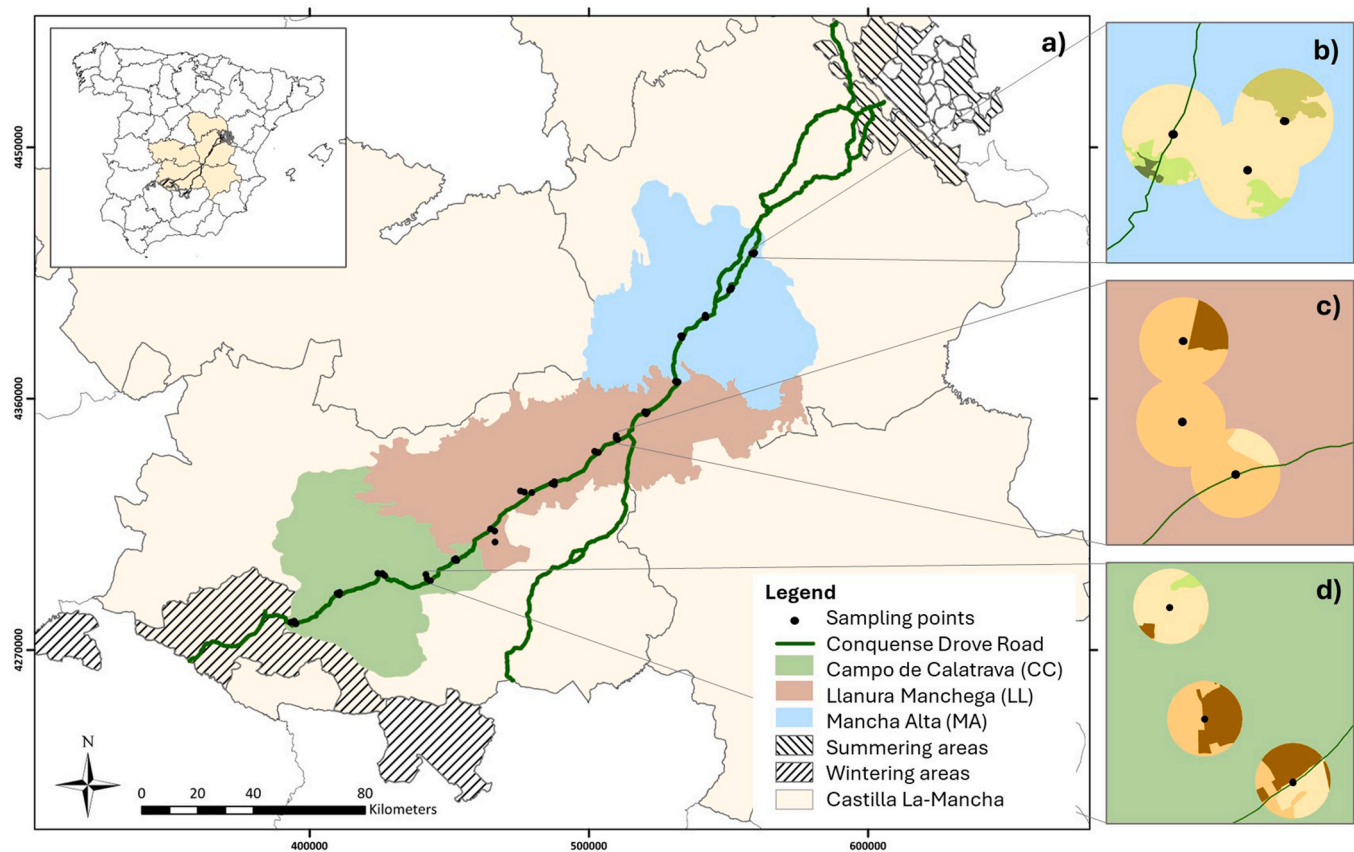 a)
b)
4450000
c)
4360000
Legend
Sampling points
Conquense Drove Road
Campo de Calatrava (CC)
Llanura Manchega (LL)
Mancha Alta (MA)
Summering areas
Wintering areas
Castilla La-Mancha
d)
4270000
N
0 20 40 80
Kilometers
400000 500000 600000